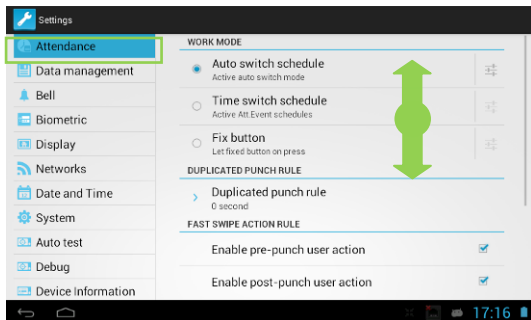 Settings
Attendance
Data management
Bell
Biometric
Display
Networks
Date and Time
System
Auto test
Debug
Device Information
WORK MODE
Auto switch schedule
Active auto switch mode
Time switch schedule
Active Att.Event schedules
Fix button
Let fixed button on press
DUPLICATED PUNCH RULE
Duplicated punch rule
0 second
FAST SWIPE ACTION RULE
Enable pre-punch user action
Enable post-punch user action
17:16